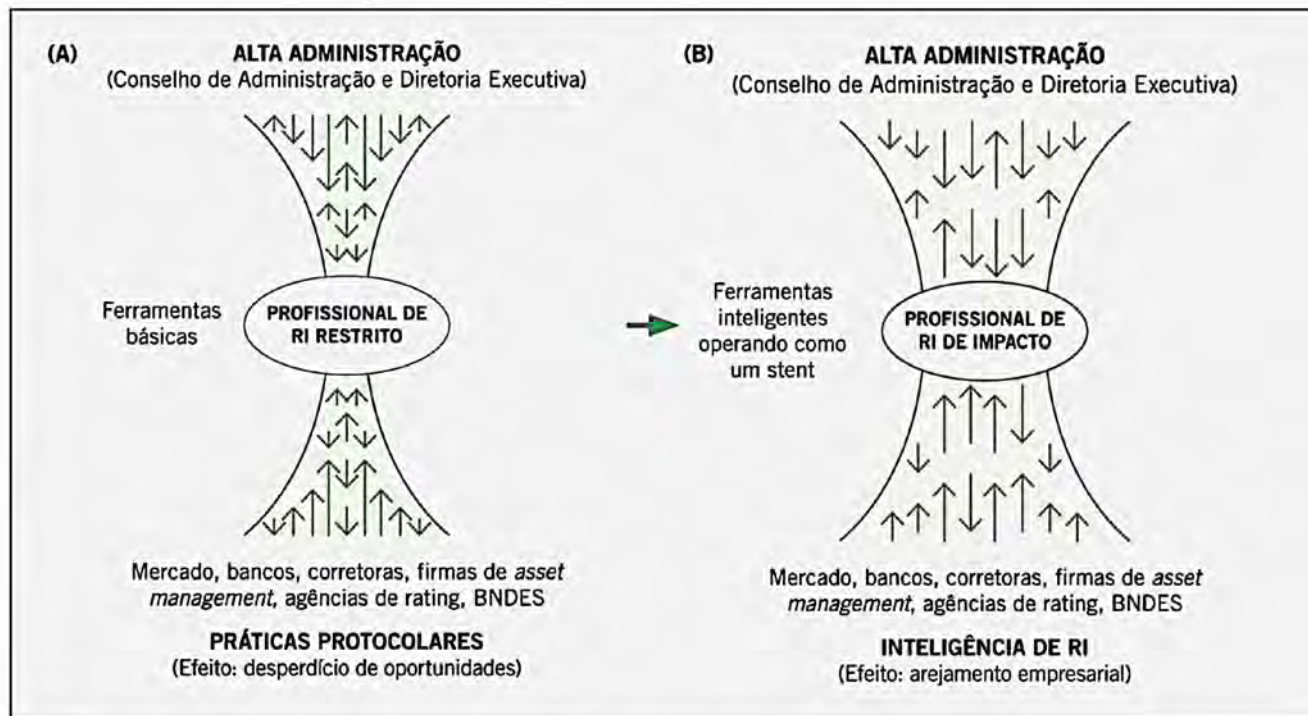 (A)
ALTA ADMINISTRAÇÃO
(Conselho de Administração e Diretoria Executiva)
Ferramentas
básicas
PROFISSIONAL DE
RI RESTRITO
Mercado, bancos, corretoras, firmas de asset
management, agências de rating, BNDES
PRÁTICAS PROTOCOLARES
(Efeito: desperdício de oportunidades)
(B)
ALTA ADMINISTRAÇÃO
(Conselho de Administração e Diretoria Executiva)
Ferramentas
inteligentes
operando como
um stent
PROFISSIONAL DE
RI DE IMPACTO
Mercado, bancos, corretoras, firmas de asset
management, agências de rating, BNDES
INTELIGÊNCIA DE RI
(Efeito: arejamento empresarial)